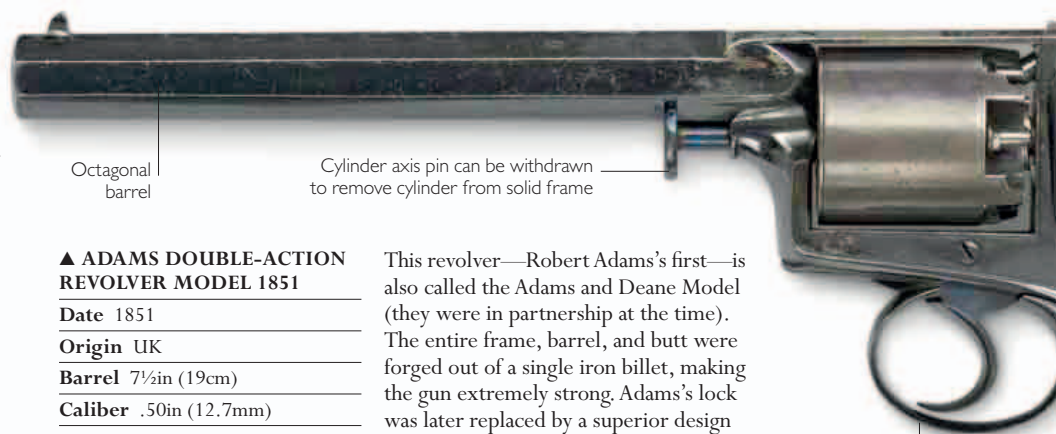 Octagonal
barrel
Cylinder axis pin can be withdrawn
to remove cylinder from solid frame
▲ ADAMS DOUBLE-ACTION
REVOLVER MODEL 1851
Date 1851
Origin UK
Barrel 7½in (19cm)
Caliber .50in (12.7mm)
This revolver—Robert Adams’s first—is
also called the Adams and Deane Model
(they were in partnership at the time).
The entire frame, barrel, and butt were
forged out of a single iron billet, making
the gun extremely strong. Adams’s lock
was later replaced by a superior design